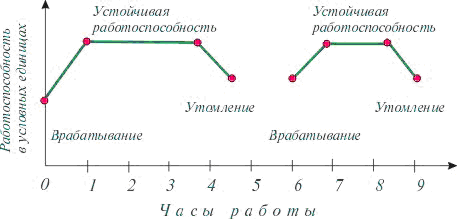 Работоспособность
в условных единицах
Устойчивая
работоспособность
Устойчивая
работоспособность
Утомление
Утомление
Врабатывание
Врабатывание
0 1 2 3 4 5 6 7 8 9
Часы работы